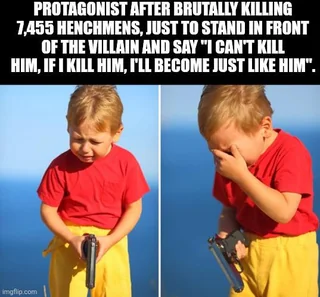 PROTAGONIST AFTER BRUTALLY KILLING
7,455 HENCHMENS, JUST TO STAND IN FRONT
OF THE VILLAIN AND SAY "I CAN'T KILL
HIM, IF I KILL HIM, I'LL BECOME JUST LIKE HIM".
imgflip.com